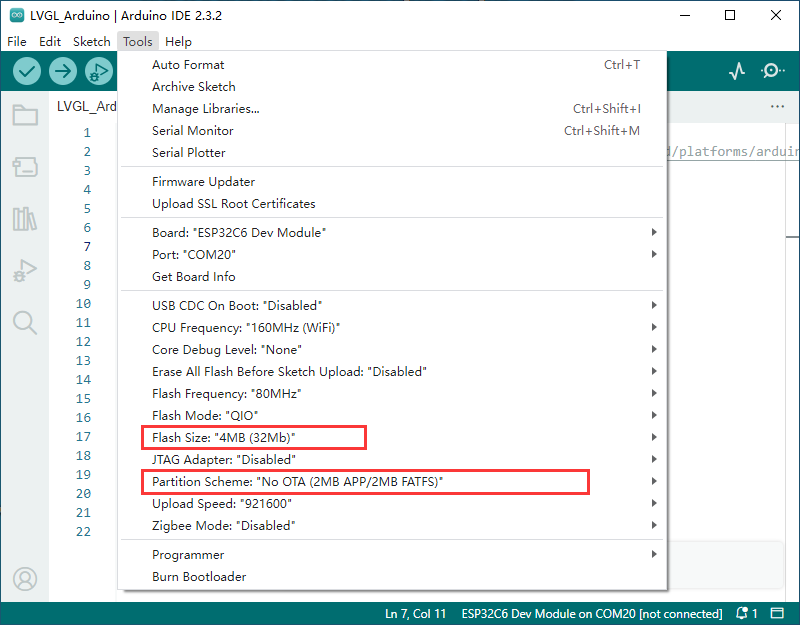 LVGL_Arduino | Arduino IDE 2.3.2
File Edit Sketch Tools Help
LVGL_Ard
Auto Format Ctrl+T
Archive Sketch
Manage Libraries... Ctrl+Shift+I
Serial Monitor Ctrl+Shift+M
Serial Plotter
Firmware Updater
Upload SSL Root Certificates
Board: "ESP32C6 Dev Module"
Port: "COM20"
Get Board Info
USB CDC On Boot: "Disabled"
CPU Frequency: "160MHz (WiFi)"
Core Debug Level: "None"
Erase All Flash Before Sketch Upload: "Disabled"
Flash Frequency: "80MHz"
Flash Mode: "QIO"
Flash Size: "4MB (32Mb)"
JTAG Adapter: "Disabled"
Partition Scheme: "No OTA (2MB APP/2MB FATFS)"
Upload Speed: "921600"
Zigbee Mode: "Disabled"
Programmer
Burn Bootloader
1
2
3
4
5
6
7
8
9
10
11
12
13
14
15
16
17
18
19
20
21
22
d/platforms/arduin
Ln 7, Col 11 ESP32C6 Dev Module on COM20 [not connected] 1